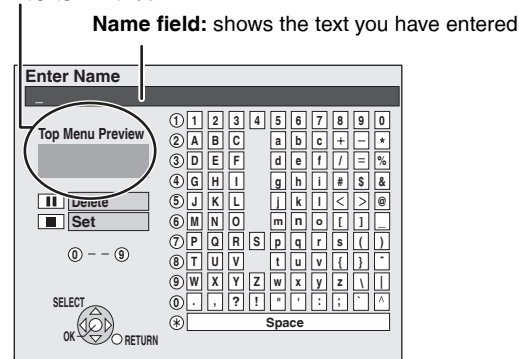 Name field: shows the text you have entered
Enter Name
_
Top Menu Preview
Delete
Set
0 – – 9
SELECT
OK
RETURN
1 1 2 3 4 5 6 7 8 9 0
2 A B C a b c + – *
3 D E F d e f / = %
4 G H I g h i # $ &
5 J K L j k l < > @
6 M N O m n o [ ] _
7 P Q R S p q r s ( )
8 T U V t u v { } ~
9 W X Y Z w x y z \ |
0 . , ? ! " ' : ; ` ^
* Space